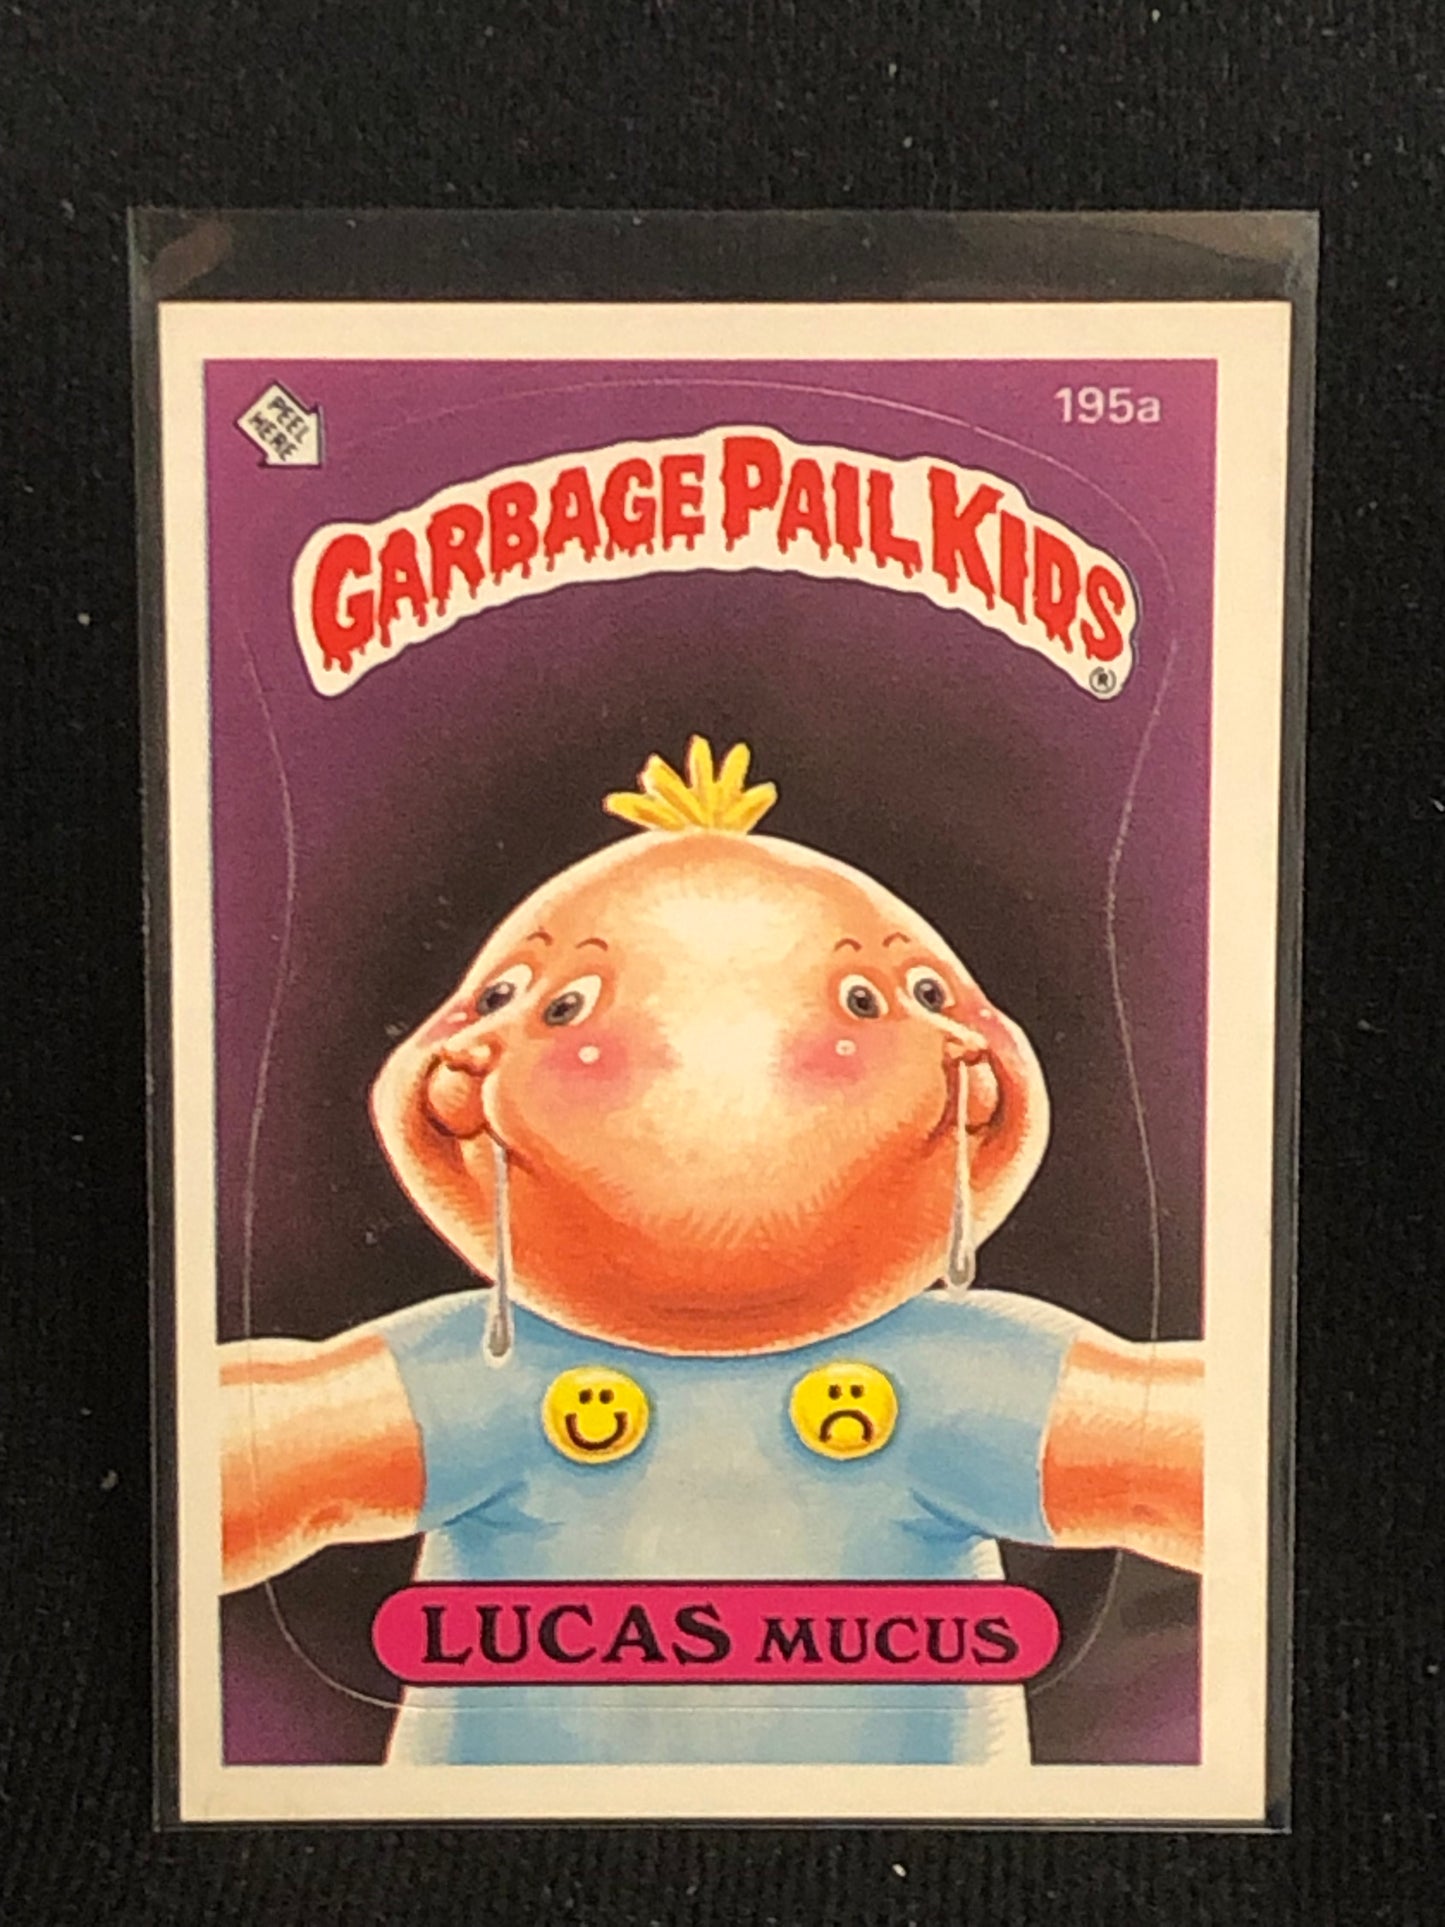 PEEL
HERE
195a
GARBAGE PAIL KIDS
®
LUCAS MUCUS